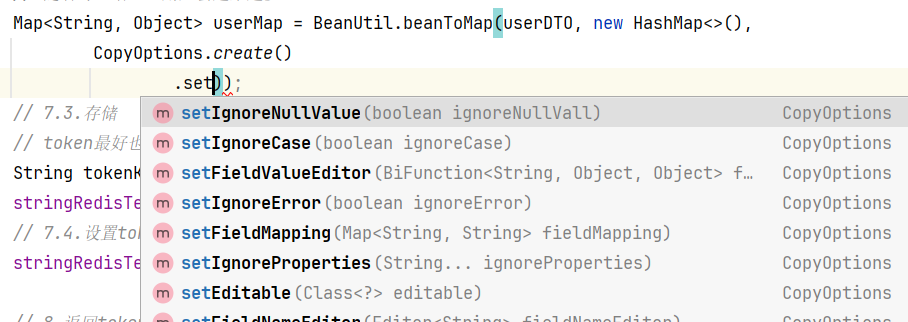 Map<String, Object> userMap = BeanUtil.beanToMap(userDTO, new HashMap<>(),
CopyOptions.create()
.set));
// 7.3.存储
setIgnoreNullValue(boolean ignoreNullVall) CopyOptions
// token最好也
setIgnoreCase(boolean ignoreCase) CopyOptions
String tokenK
setFieldValueEditor(BiFunction<String, Object, Object> f… CopyOptions
stringRedisTe
setIgnoreError(boolean ignoreError) CopyOptions
// 7.4.设置tok
setFieldMapping(Map<String, String> fieldMapping) CopyOptions
stringRedisTe
setIgnoreProperties(String... ignoreProperties) CopyOptions
setEditable(Class<?> editable) CopyOptions
// 8.返回token
setFieldNameEditor(Editor<String> fieldNameEditor) CopyOptions